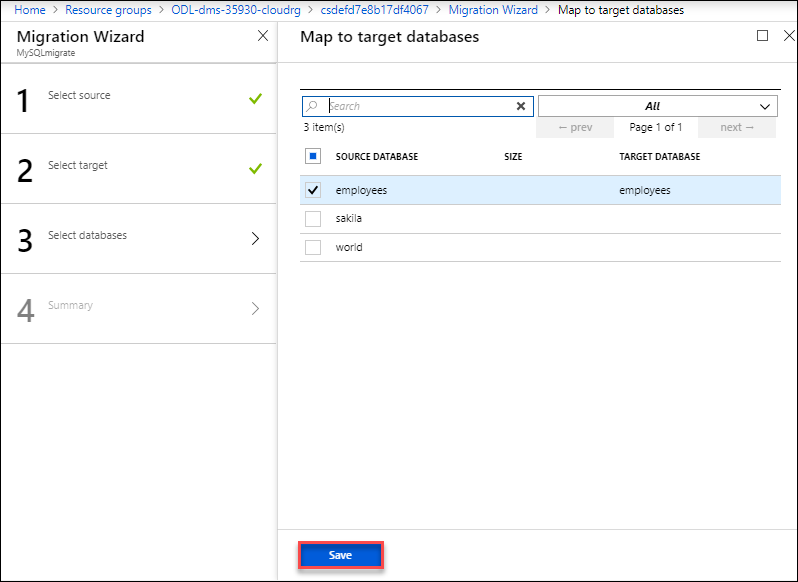 Home > Resource groups > ODL-dms-35930-cloudrg > csdefd7e8b17df4067 > Migration Wizard > Map to target databases
Migration Wizard
MySQLmigrate
1 Select source
2 Select target
3 Select databases
4 Summary
Map to target databases
Search All
3 item(s) ← prev Page 1 of 1 next →
SOURCE DATABASE SIZE TARGET DATABASE
employees employees
sakila
world
Save